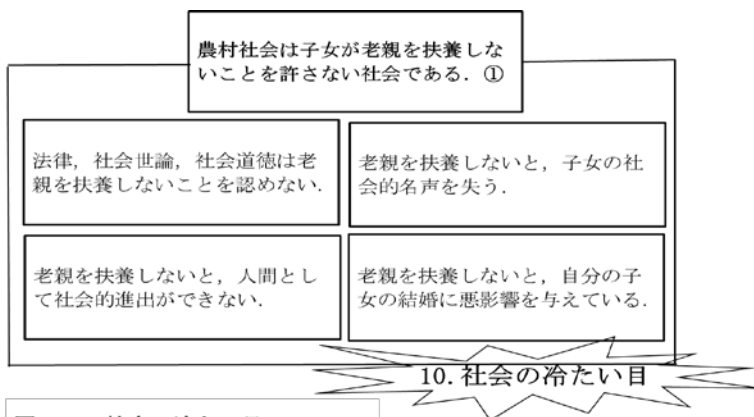 農村社会は子女が老親を扶養しな
いことを許さない社会である．①
法律，社会世論，社会道徳は老
親を扶養しないことを認めない．
老親を扶養しないと，子女の社
会的名声を失う．
老親を扶養しないと，人間とし
て社会的進出ができない．
老親を扶養しないと，自分の子
女の結婚に悪影響を与えている．
10.社会の冷たい目